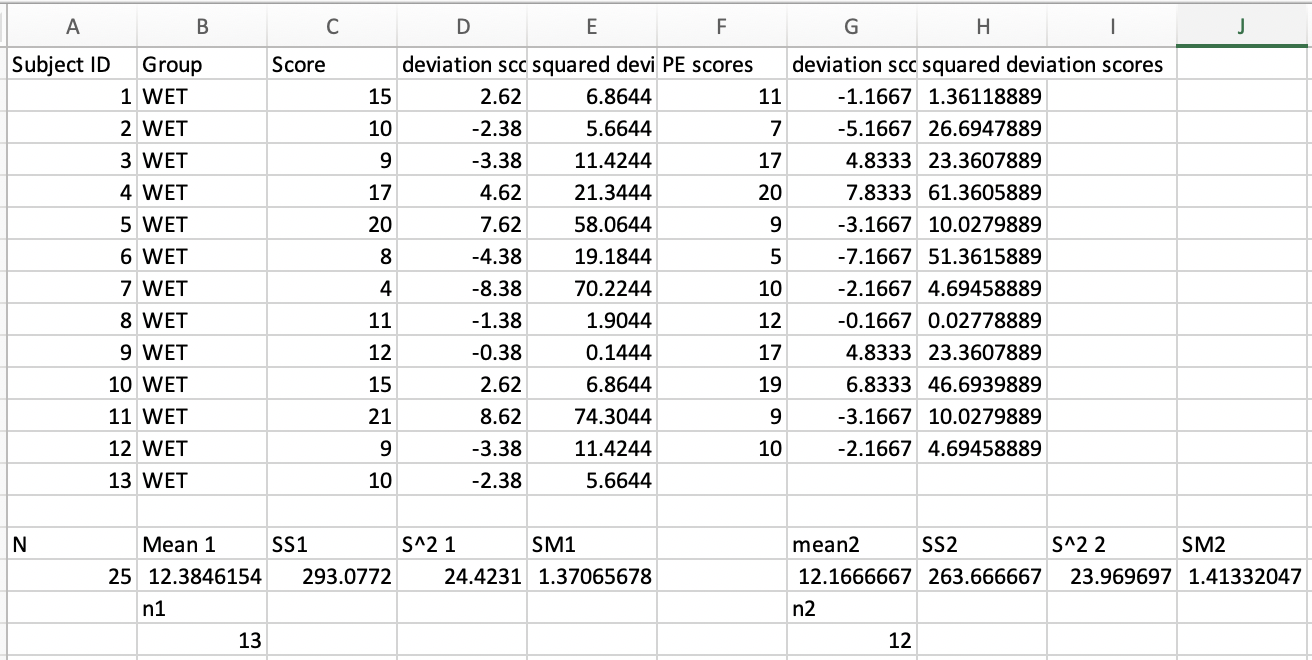 A B C D E F G H I J
Subject ID Group Score deviation scc squared devi PE scores deviation scc squared deviation scores
1 WET 15 2.62 6.8644 11 -1.1667 1.36118889
2 WET 10 -2.38 5.6644 7 -5.1667 26.6947889
3 WET 9 -3.38 11.4244 17 4.8333 23.3607889
4 WET 17 4.62 21.3444 20 7.8333 61.3605889
5 WET 20 7.62 58.0644 9 -3.1667 10.0279889
6 WET 8 -4.38 19.1844 5 -7.1667 51.3615889
7 WET 4 -8.38 70.2244 10 -2.1667 4.69458889
8 WET 11 -1.38 1.9044 12 -0.1667 0.02778889
9 WET 12 -0.38 0.1444 17 4.8333 23.3607889
10 WET 15 2.62 6.8644 19 6.8333 46.6939889
11 WET 21 8.62 74.3044 9 -3.1667 10.0279889
12 WET 9 -3.38 11.4244 10 -2.1667 4.69458889
13 WET 10 -2.38 5.6644
N Mean 1 SS1 S^2 1 SM1 mean2 SS2 S^2 2 SM2
25 12.3846154 293.0772 24.4231 1.37065678 12.1666667 263.666667 23.969697 1.41332047
n1 n2
13 12